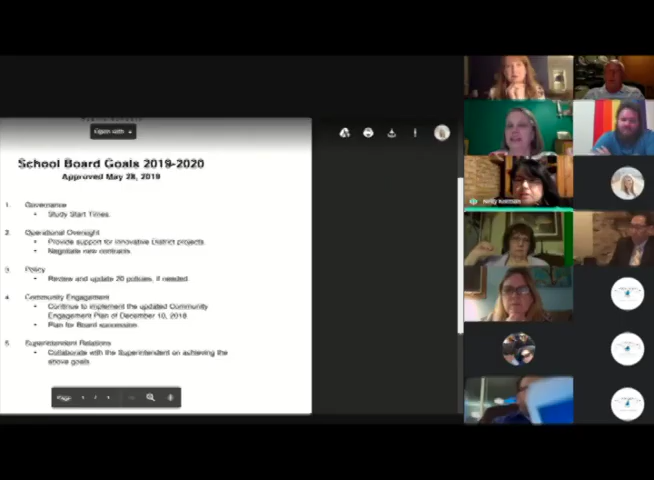 Open with
School Board Goals 2019-2020
Approved May 28, 2019
1. Governance
• Study Start Times.
2. Operational Oversight
• Provide support for innovative District projects.
• Negotiate new contracts.
3. Policy
• Review and update 20 policies, if needed.
4. Community Engagement
• Continue to implement the updated Community
Engagement Plan of December 10, 2018.
• Plan for Board succession.
5. Superintendent Relations
• Collaborate with the Superintendent on achieving the
above goals.
Page